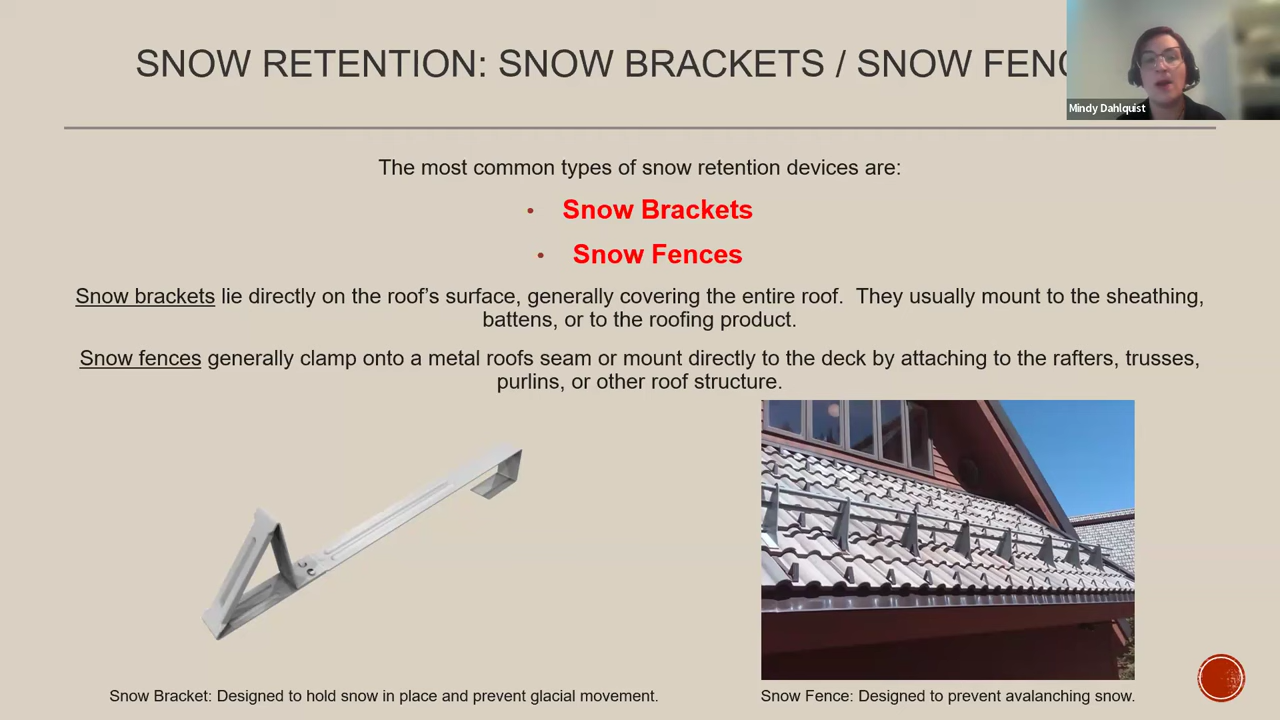 SNOW RETENTION: SNOW BRACKETS / SNOW FENC
Mindy Dahlquist
The most common types of snow retention devices are:
• Snow Brackets
• Snow Fences
Snow brackets lie directly on the roof’s surface, generally covering the entire roof.  They usually mount to the sheathing,
battens, or to the roofing product.
Snow fences generally clamp onto a metal roofs seam or mount directly to the deck by attaching to the rafters, trusses,
purlins, or other roof structure.
Snow Bracket: Designed to hold snow in place and prevent glacial movement.
Snow Fence: Designed to prevent avalanching snow.